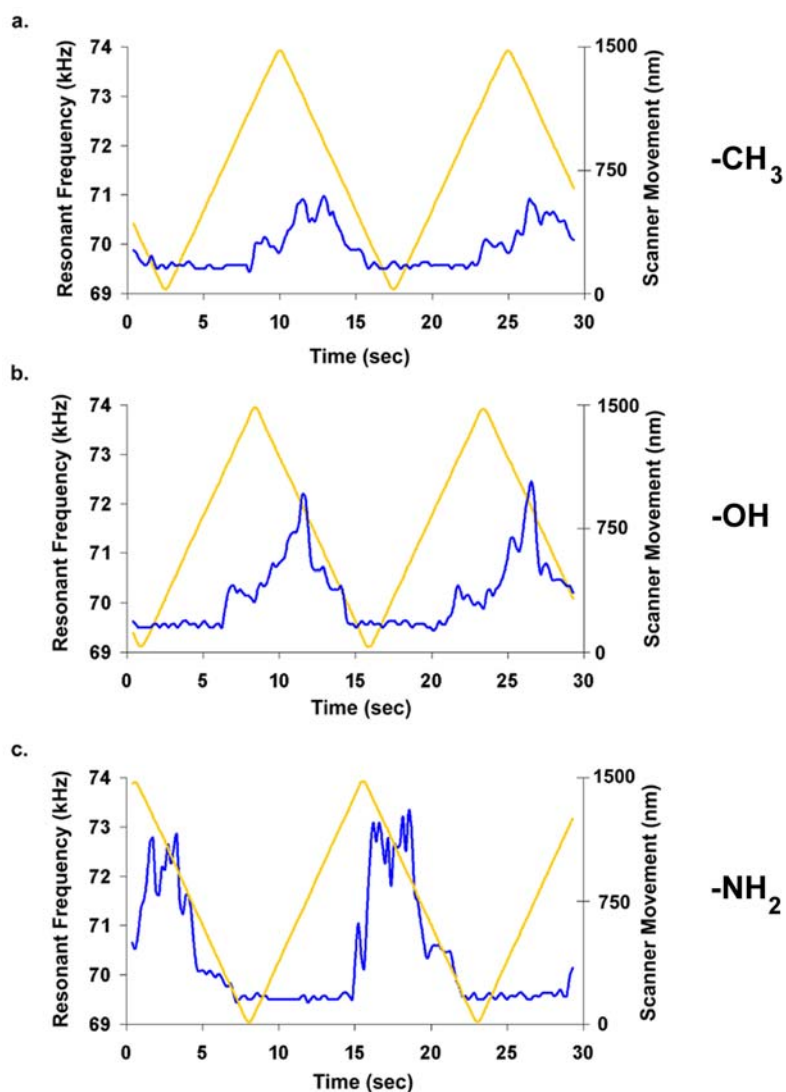 a.
74
73
72
71
70
69
Resonant Frequency (kHz)
0 5 10 15 20 25 30
Time (sec)
1500
750
0
Scanner Movement (nm)
-CH3
b.
74
73
72
71
70
69
Resonant Frequency (kHz)
0 5 10 15 20 25 30
Time (sec)
1500
750
0
Scanner Movement (nm)
-OH
c.
74
73
72
71
70
69
Resonant Frequency (kHz)
0 5 10 15 20 25 30
Time (sec)
1500
750
0
Scanner Movement (nm)
-NH2